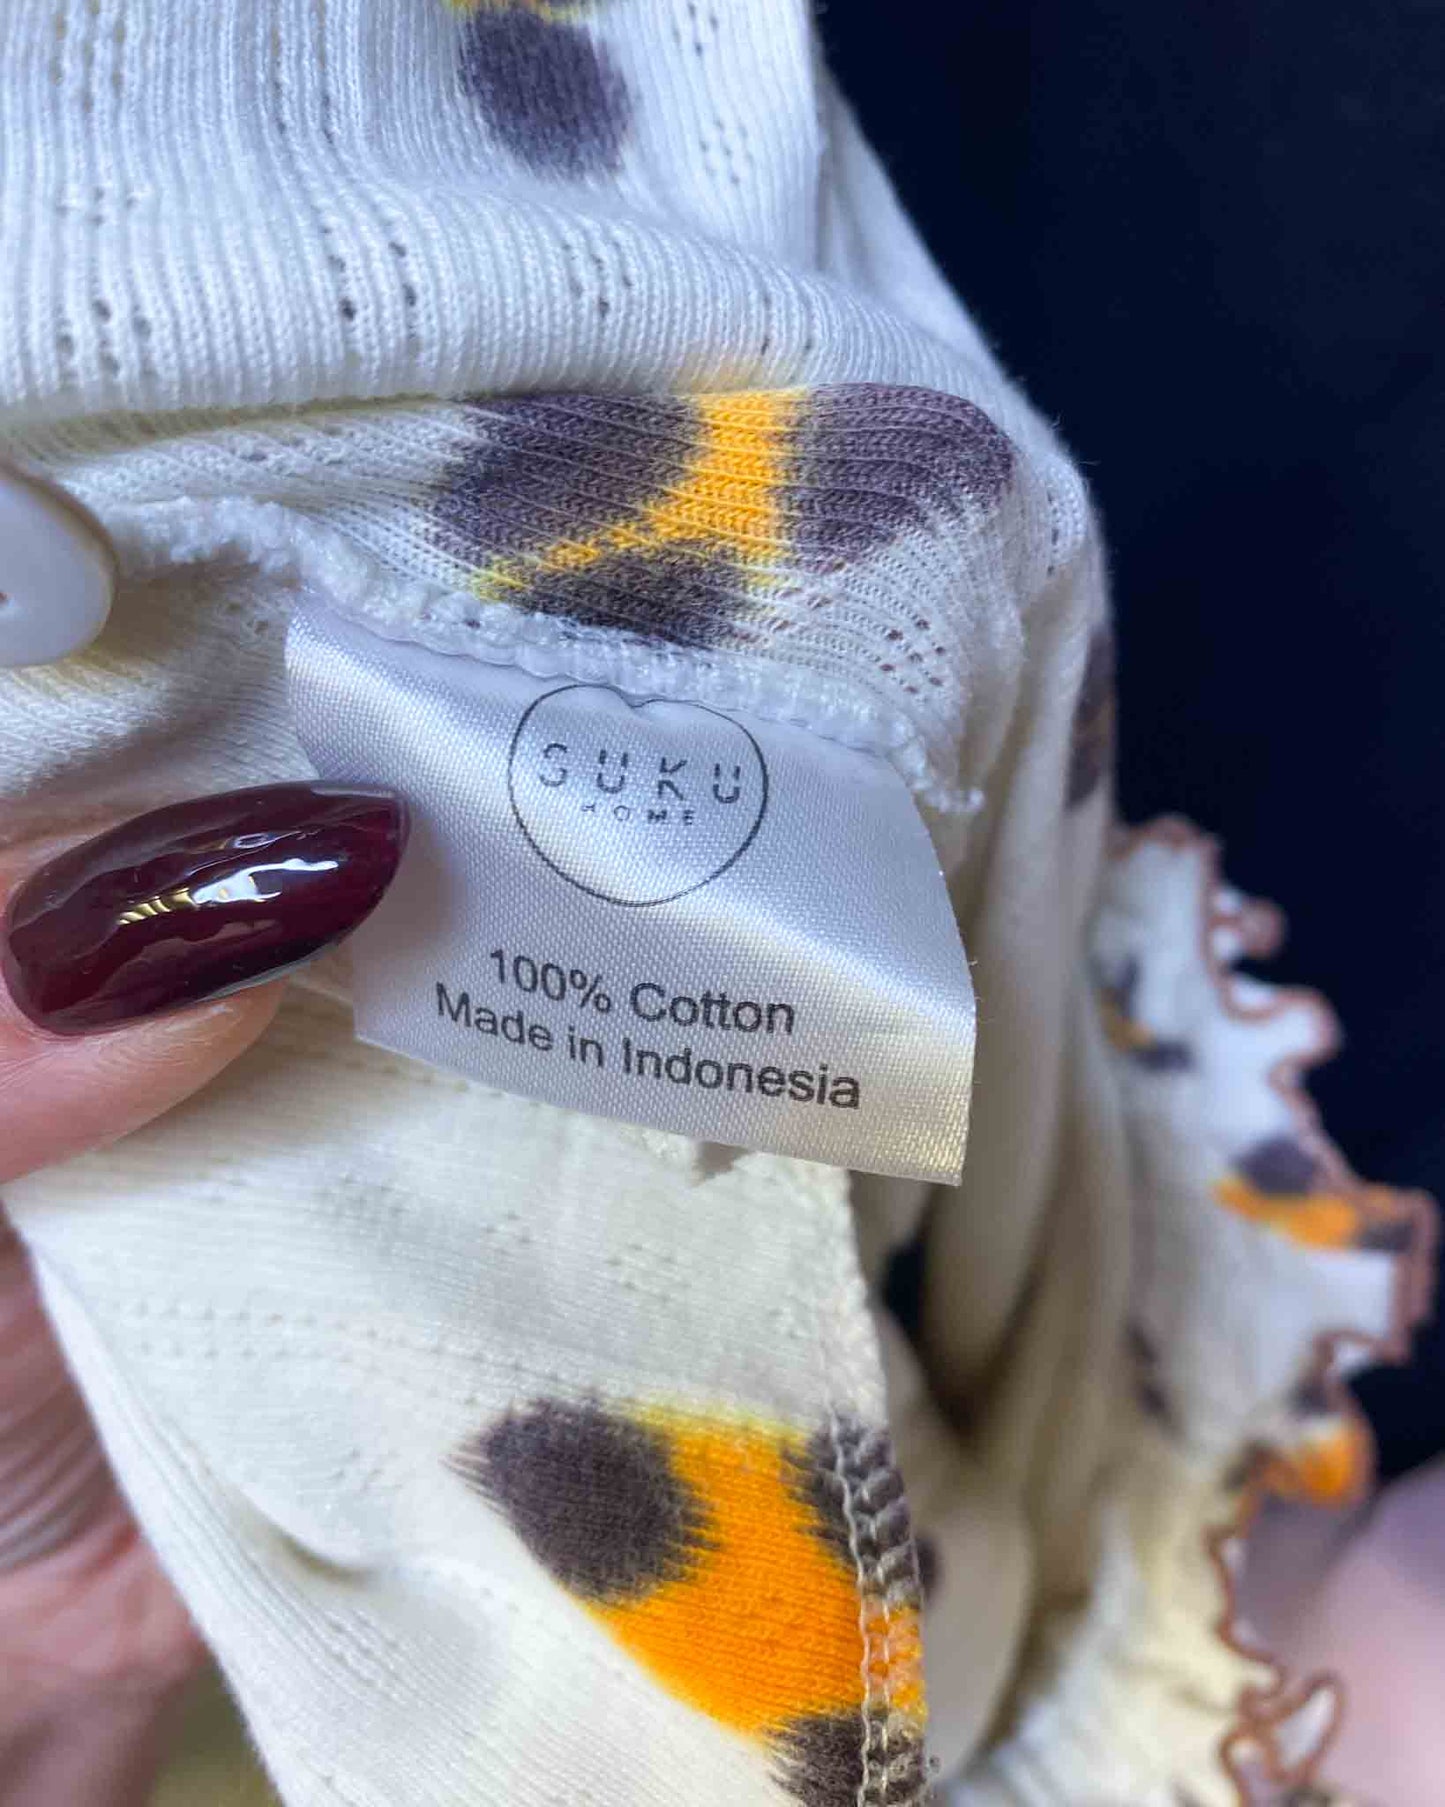 SUKU
HOME
100% Cotton
Made in Indonesia